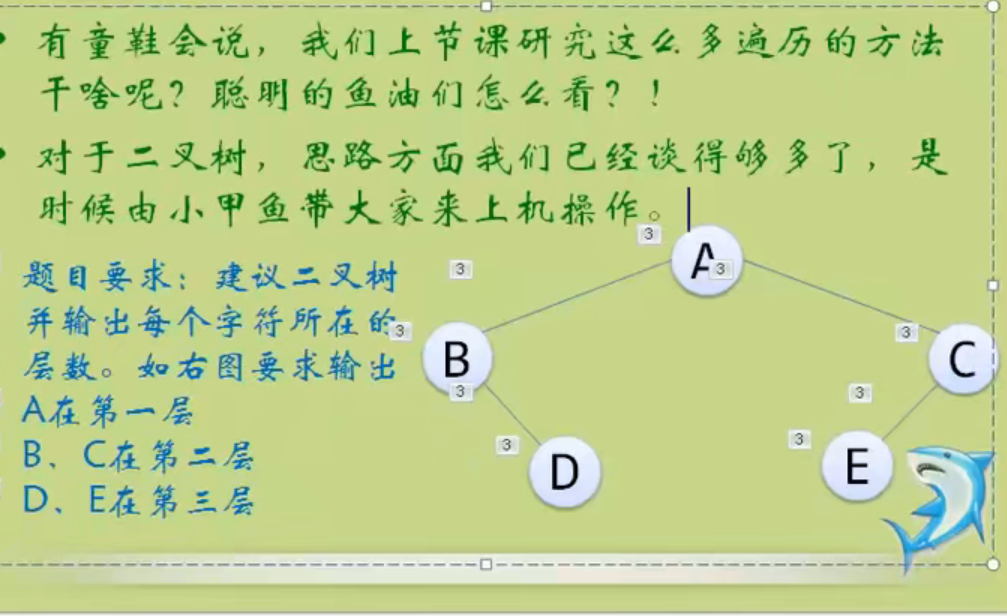 有童鞋会说，我们上节课研究这么多遍历的方法
干啥呢？聪明的鱼油们怎么看？！
对于二叉树，思路方面我们已经谈得够多了，是
时候由小甲鱼带大家来上机操作。
题目要求：建议二叉树
并输出每个字符所在的
层数。如右图要求输出
A在第一层
B、C在第二层
D、E在第三层
3
A
3
3
3
B
3
3
C
3
3
D
3
E